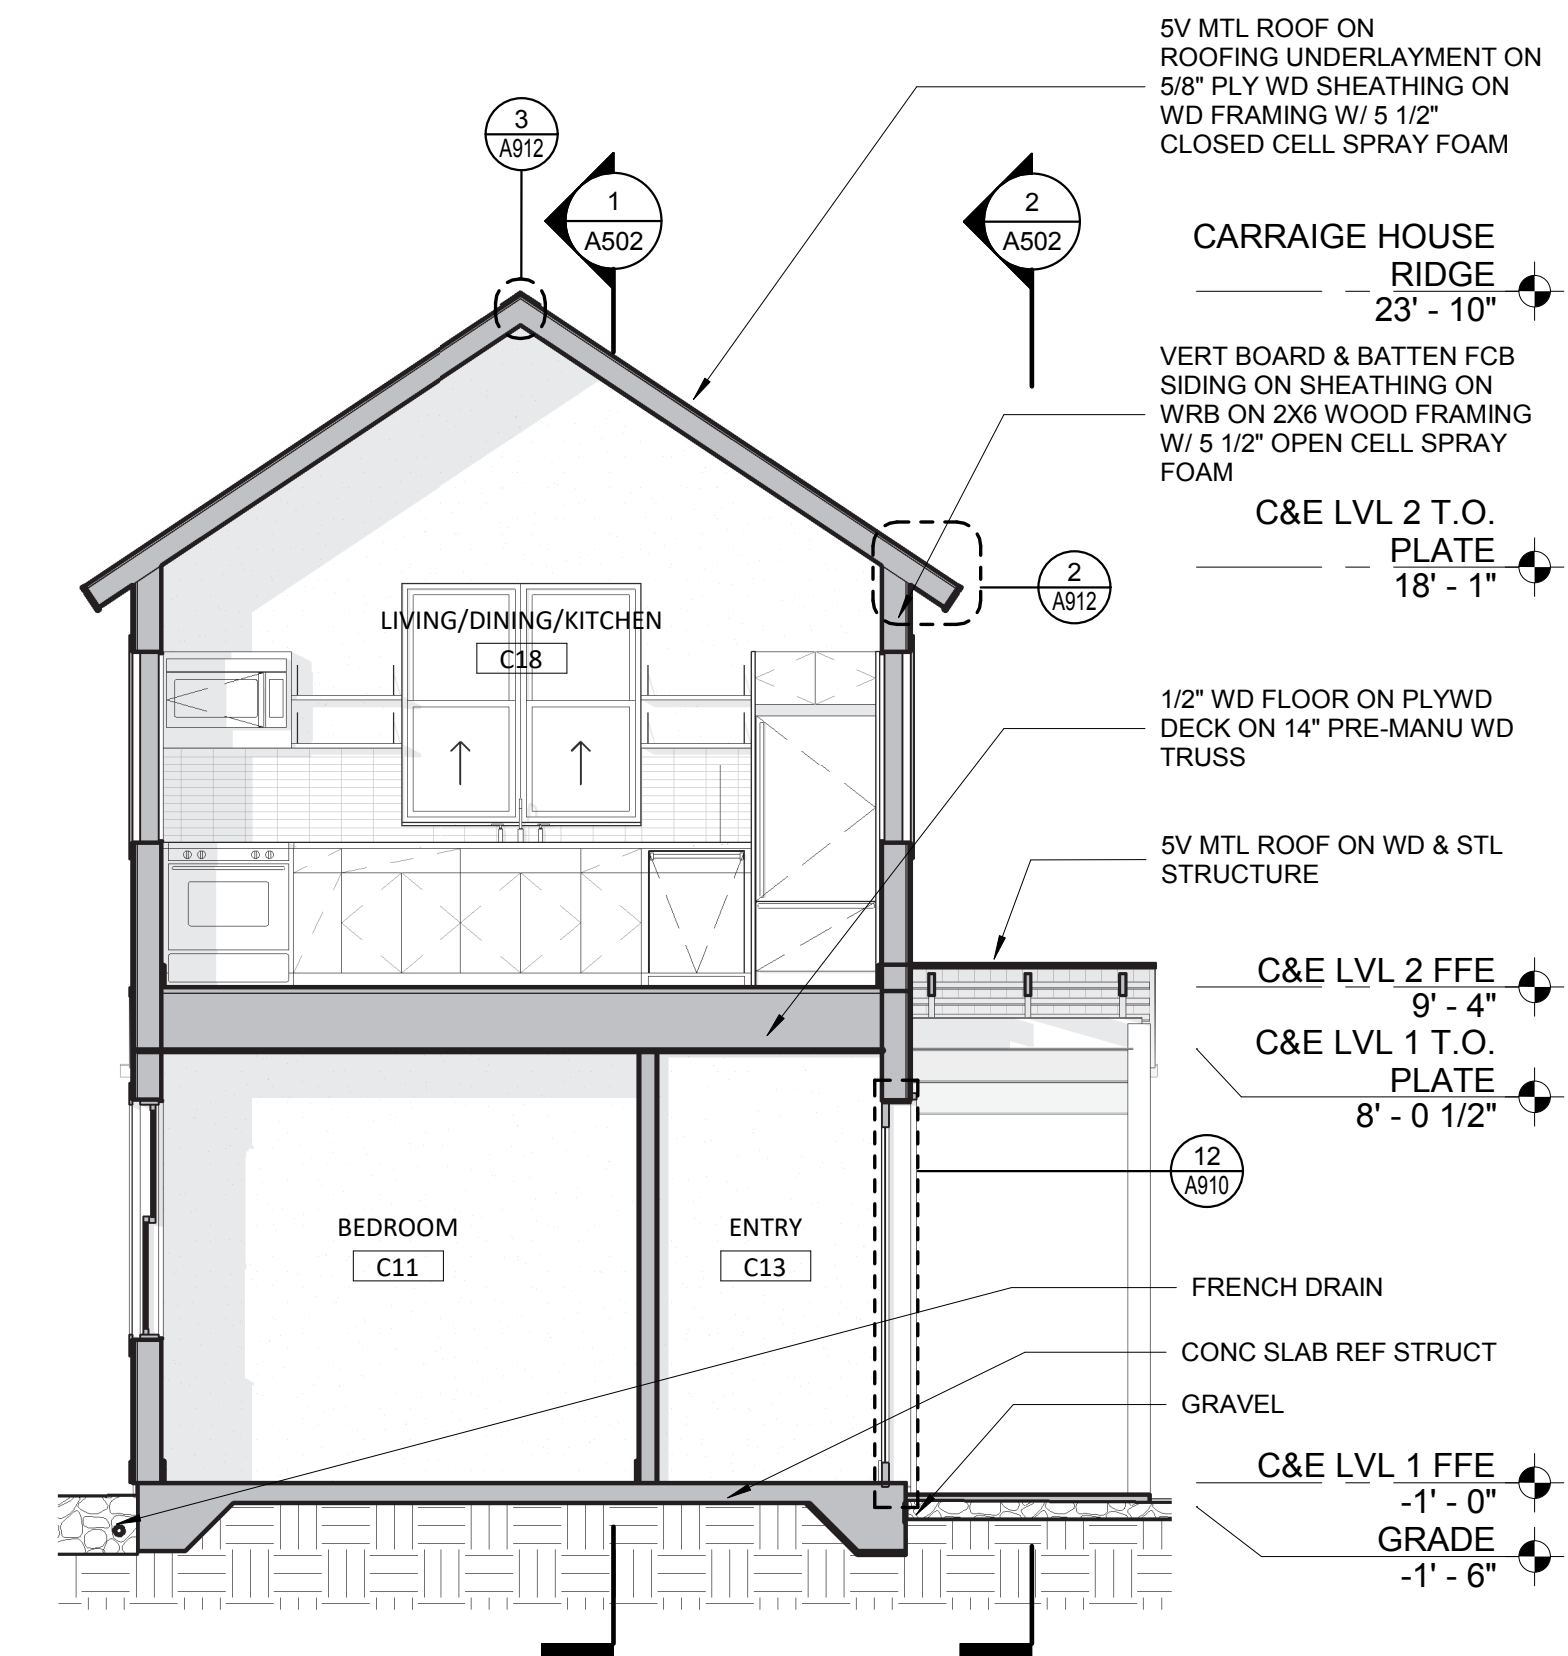 5V MTL ROOF ON
ROOFING UNDERLAYMENT ON
5/8" PLY WD SHEATHING ON
WD FRAMING W/ 5 1/2"
CLOSED CELL SPRAY FOAM
3
A912
1
A502
2
A502
CARRAIGE HOUSE
RIDGE
23' - 10"
VERT BOARD & BATTEN FCB
SIDING ON SHEATHING ON
WRB ON 2X6 WOOD FRAMING
W/ 5 1/2" OPEN CELL SPRAY
FOAM
C&E LVL 2 T.O.
PLATE
18' - 1"
2
A912
LIVING/DINING/KITCHEN
C18
1/2" WD FLOOR ON PLYWD
DECK ON 14" PRE-MANU WD
TRUSS
5V MTL ROOF ON WD & STL
STRUCTURE
C&E LVL 2 FFE
9' - 4"
C&E LVL 1 T.O.
PLATE
8' - 0 1/2"
12
A910
BEDROOM
C11
ENTRY
C13
FRENCH DRAIN
CONC SLAB REF STRUCT
GRAVEL
C&E LVL 1 FFE
-1' - 0"
GRADE
-1' - 6"